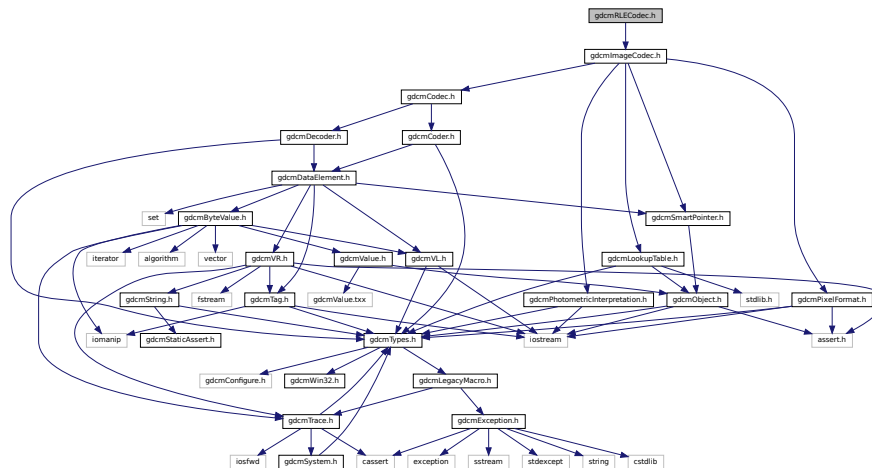 gdcmRLECodec.h
gdcmImageCodec.h
gdcmCodec.h
gdcmDecoder.h
gdcmCoder.h
gdcmDataElement.h
set
gdcmByteValue.h
gdcmSmartPointer.h
iterator
algorithm
vector
gdcmVR.h
gdcmValue.h
gdcmVL.h
gdcmLookupTable.h
gdcmString.h
fstream
gdcmTag.h
gdcmValue.txx
gdcmPhotometricInterpretation.h
gdcmObject.h
stdlib.h
gdcmPixelFormat.h
iomanip
gdcmStaticAssert.h
gdcmTypes.h
iostream
assert.h
gdcmConfigure.h
gdcmWin32.h
gdcmLegacyMacro.h
gdcmTrace.h
gdcmException.h
iosfwd
gdcmSystem.h
cassert
exception
sstream
stdexcept
string
cstdlib